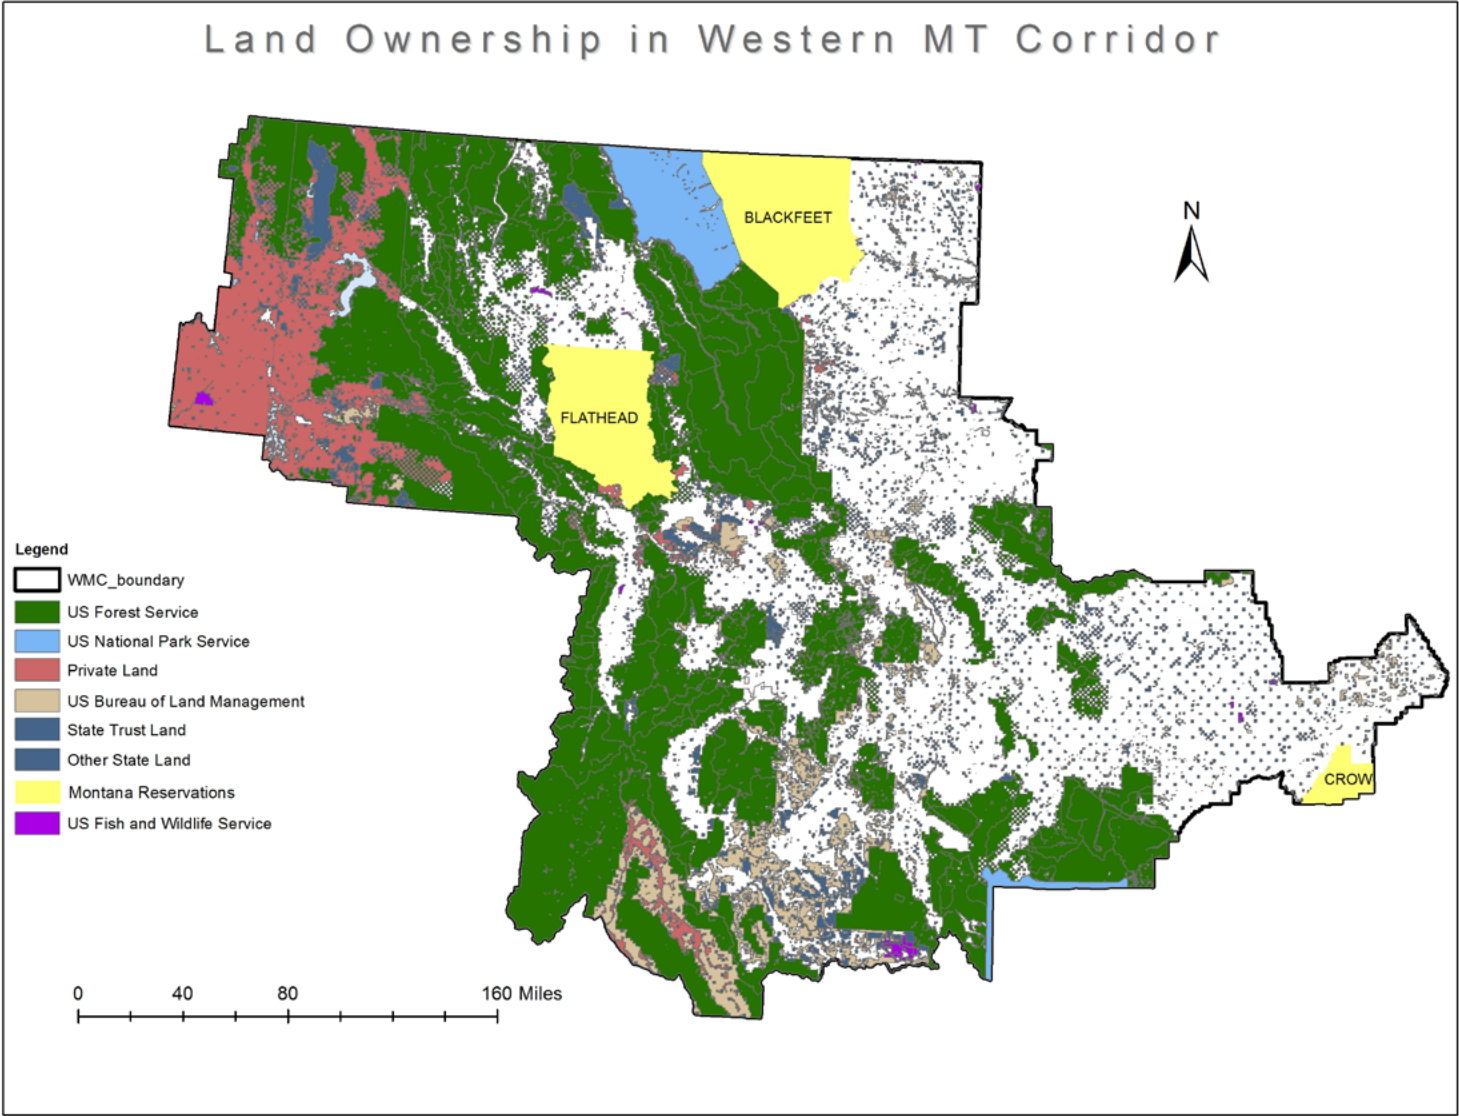 Land Ownership in Western MT Corridor
N
BLACKFEET
FLATHEAD
CROW
Legend
WMC_boundary
US Forest Service
US National Park Service
Private Land
US Bureau of Land Management
State Trust Land
Other State Land
Montana Reservations
US Fish and Wildlife Service
0 40 80 160 Miles